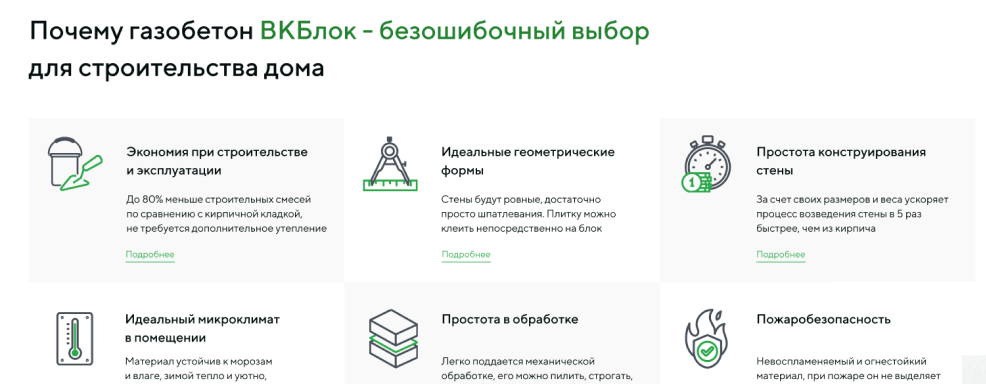 Почему газобетон ВКБлок - безошибочный выбор
для строительства дома
Экономия при строительстве
и эксплуатации
До 80% меньше строительных смесей
по сравнению с кирпичной кладкой,
не требуется дополнительное утепление
Подробнее
Идеальные геометрические
формы
Стены будут ровные, достаточно
просто шпатлевания. Плитку можно
клеить непосредственно на блок
Подробнее
1
Простота конструирования
стены
За счет своих размеров и веса ускоряет
процесс возведения стены в 5 раз
быстрее, чем из кирпича
Подробнее
Идеальный микроклимат
в помещении
Материал устойчив к морозам
и влаге, зимой тепло и уютно,
Простота в обработке
Легко поддается механической
обработке, его можно пилить, строгать,
Пожаробезопасность
Невоспламеняемый и огнестойкий
материал, при пожаре он не выделяет